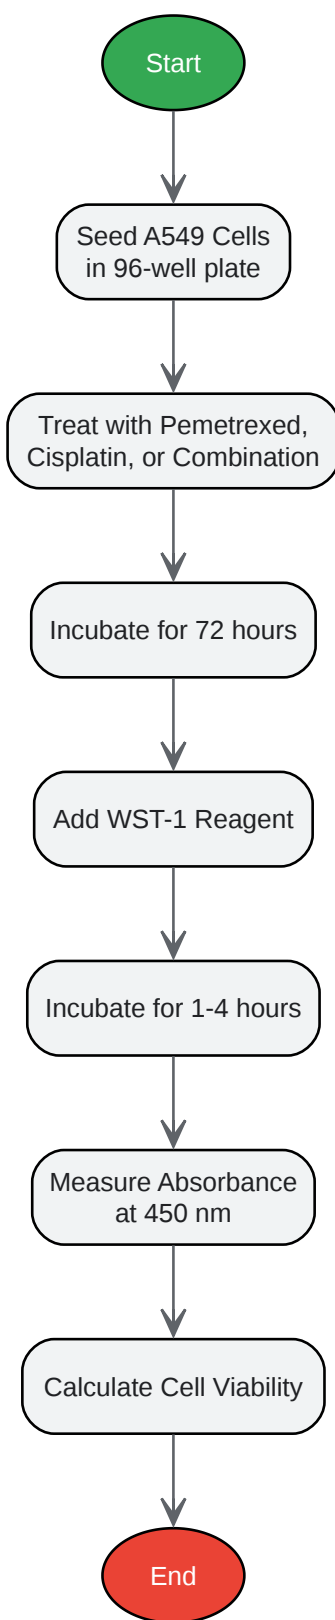 Start
Seed A549 Cells
in 96-well plate
Treat with Pemetrexed,
Cisplatin, or Combination
Incubate for 72 hours
Add WST-1 Reagent
Incubate for 1-4 hours
Measure Absorbance
at 450 nm
Calculate Cell Viability
End